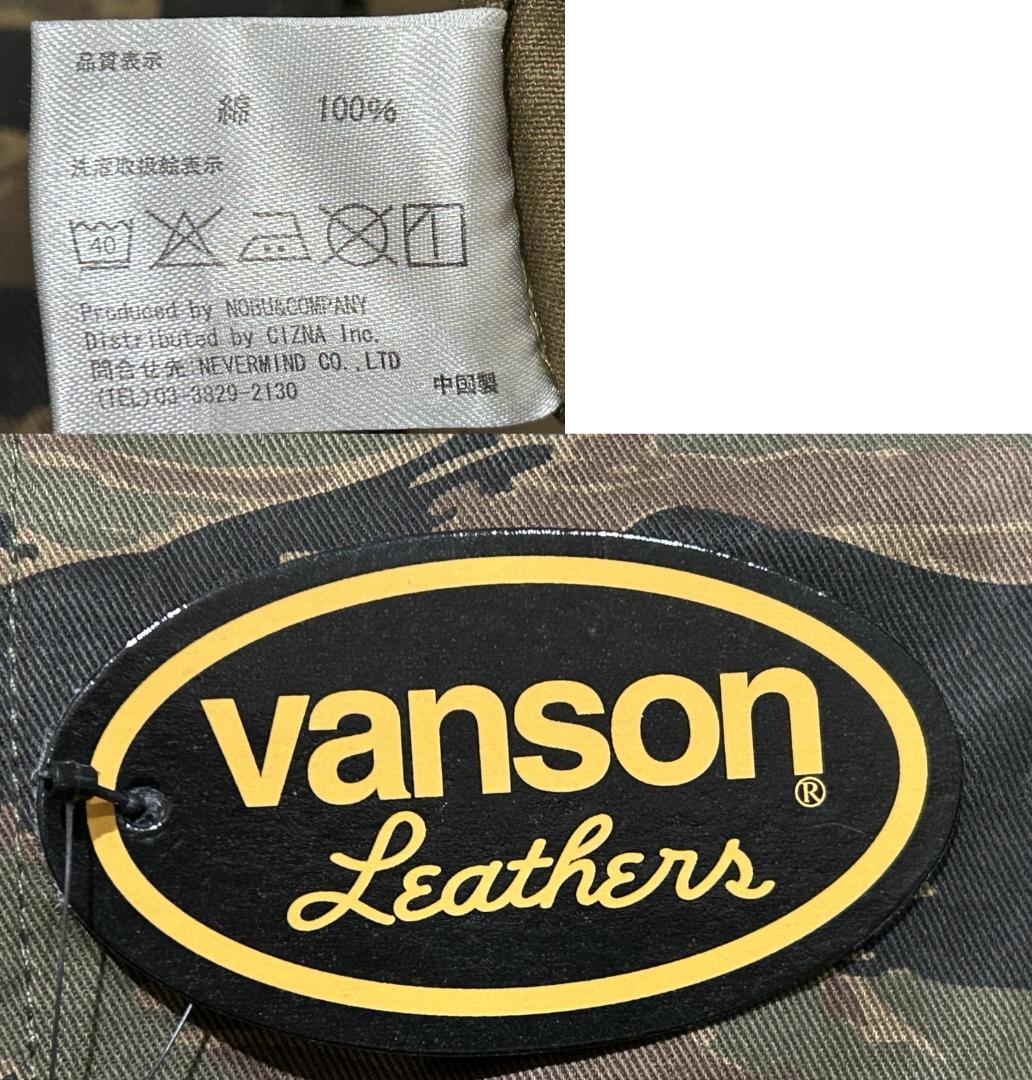 品質表示
綿 100%
洗濯取扱絵表示
40
Produced by NOBU&COMPANY
Distributed by CIZNA Inc.
問合せ先:NEVERMIND CO.,LTD
(TEL)03-3829-2130 中国製
vanson
®
Leathers